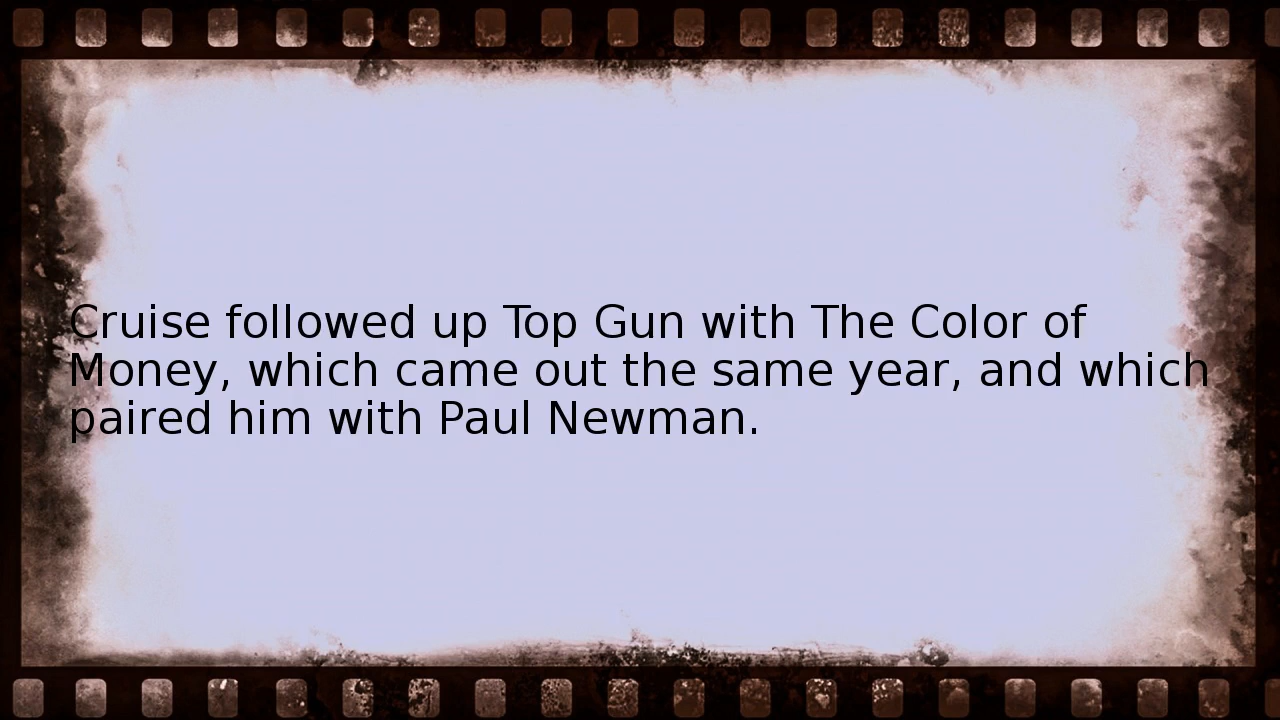 Cruise followed up Top Gun with The Color of
Money, which came out the same year, and which
paired him with Paul Newman.